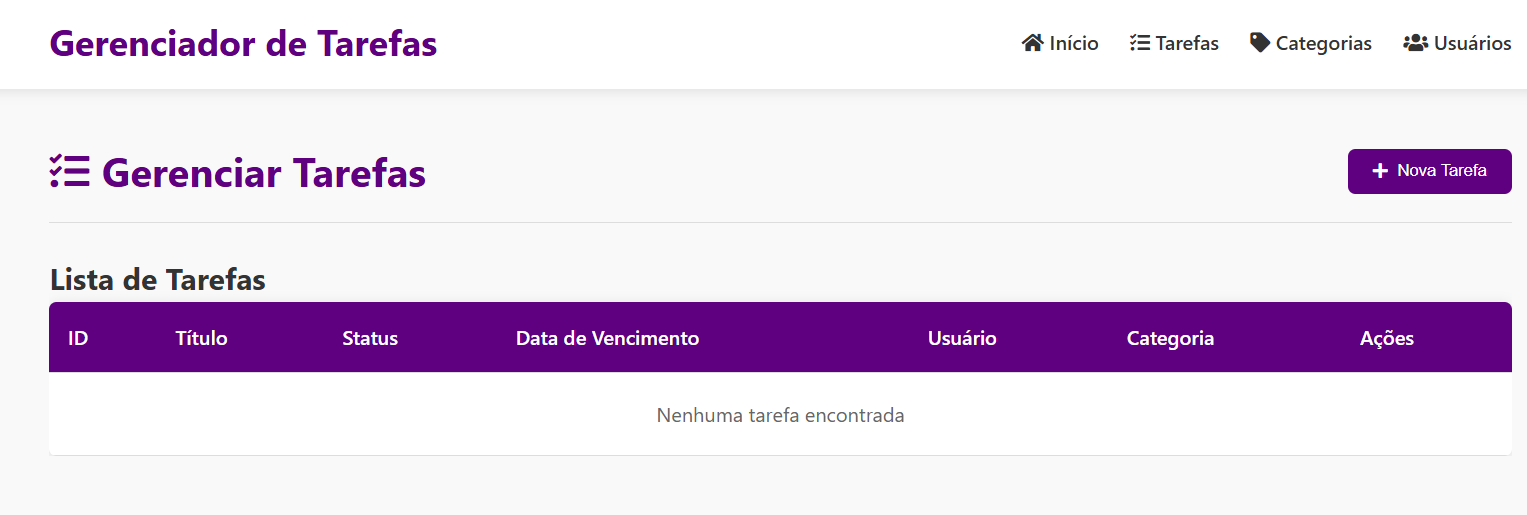 Gerenciador de Tarefas
Início Tarefas Categorias Usuários
Gerenciar Tarefas
Nova Tarefa
Lista de Tarefas
ID Título Status Data de Vencimento Usuário Categoria Ações
Nenhuma tarefa encontrada